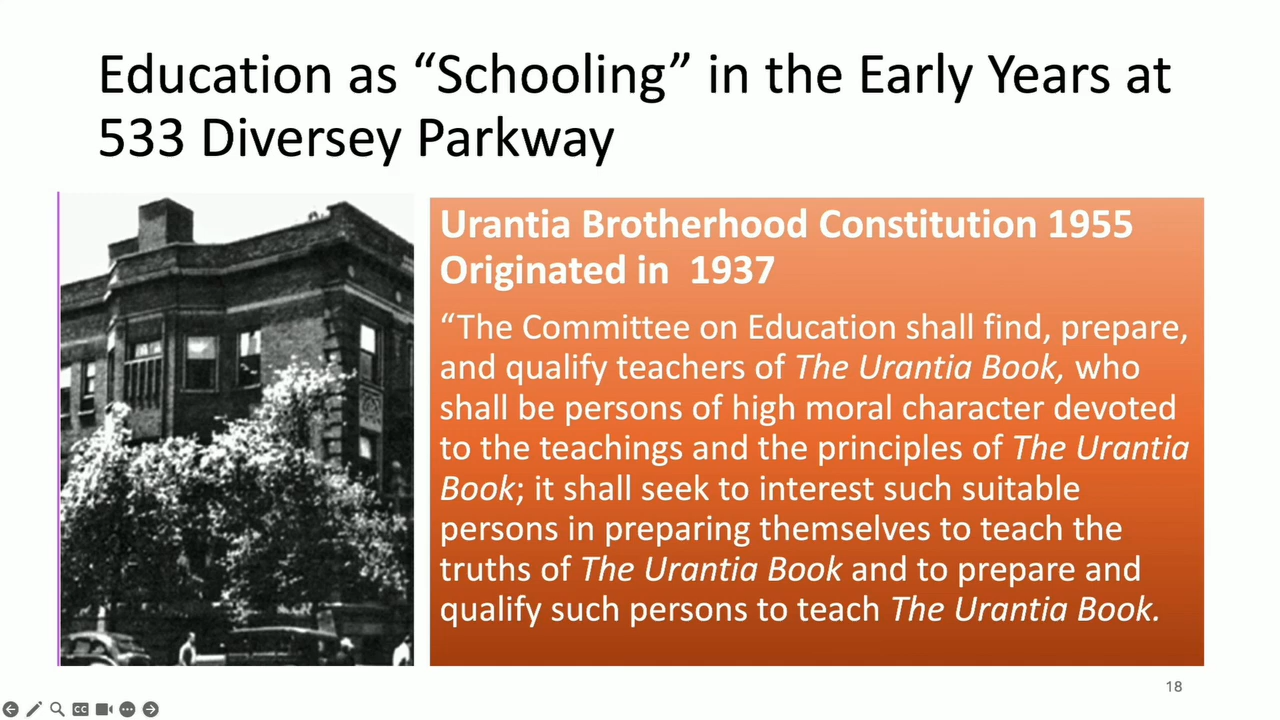 Education as “Schooling” in the Early Years at
533 Diversey Parkway
Urantia Brotherhood Constitution 1955
Originated in  1937
“The Committee on Education shall find, prepare,
and qualify teachers of The Urantia Book, who
shall be persons of high moral character devoted
to the teachings and the principles of The Urantia
Book; it shall seek to interest such suitable
persons in preparing themselves to teach the
truths of The Urantia Book and to prepare and
qualify such persons to teach The Urantia Book.
18
CC